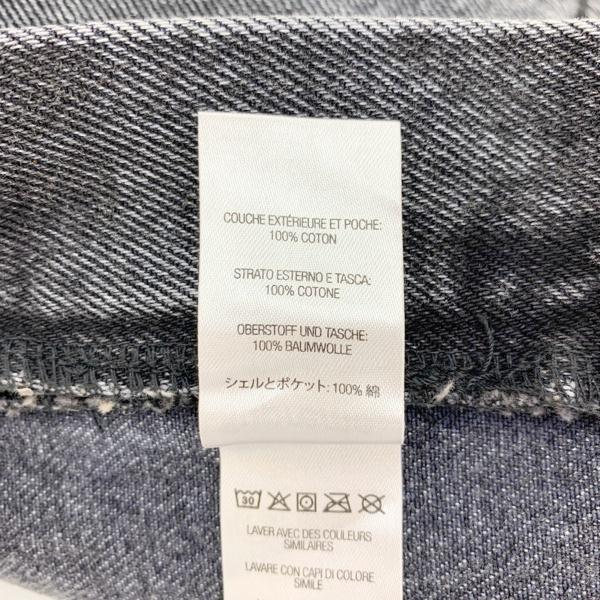 COUCHE EXTÉRIEURE ET POCHE:
100% COTON
STRATO ESTERNO E TASCA:
100% COTONE
OBERSTOFF UND TASCHE:
100% BAUMWOLLE
シェルとポケット: 100% 綿
30
LAVER AVEC DES COULEURS
SIMILAIRES
LAVARE CON CAPI DI COLORE
SIMILE